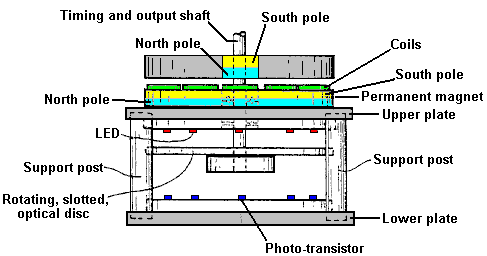 Timing and output shaft
South pole
North pole
Coils
South pole
North pole
Permanent magnet
Upper plate
LED
Support post
Support post
Rotating, slotted,
optical disc
Lower plate
Photo-transistor